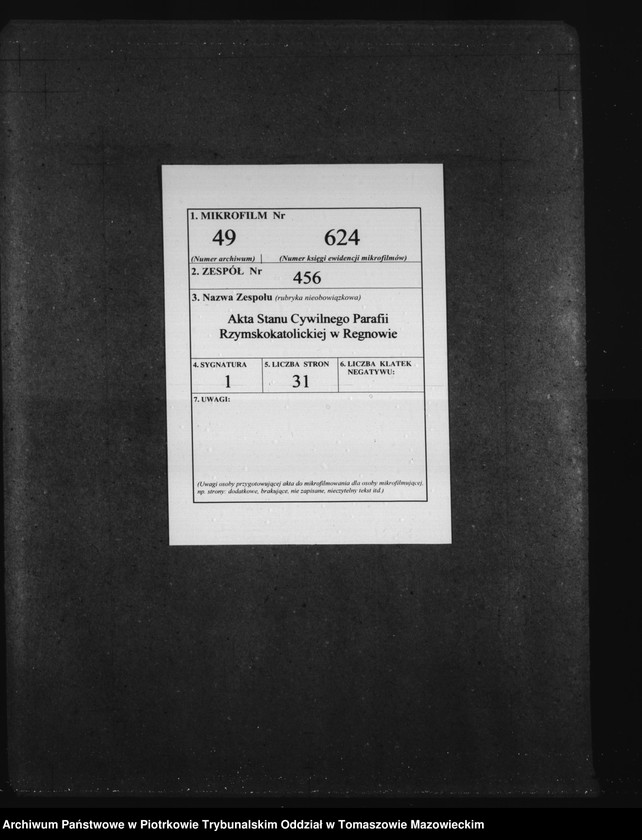 1. MIKROFILM Nr
49 624
(Numer archiwum) (Numer księgi ewidencji mikrofilmów)
2. ZESPÓŁ Nr 456
3. Nazwa Zespołu (rubryka nieobowiązkowa)
Akta Stanu Cywilnego Parafii
Rzymskokatolickiej w Regnowie
4. SYGNATURA 5. LICZBA STRON 6. LICZBA KLATEK
NEGATYWU:
1 31
7. UWAGI:
(Uwagi osoby przygotowującej akta do mikrofilmowania dla osoby mikrofilmującej,
np. strony: dodatkowe, brakujące, nie zapisane, nieczytelny tekst itd.)
Archiwum Państwowe w Piotrkowie Trybunalskim Oddział w Tomaszowie Mazowieckim